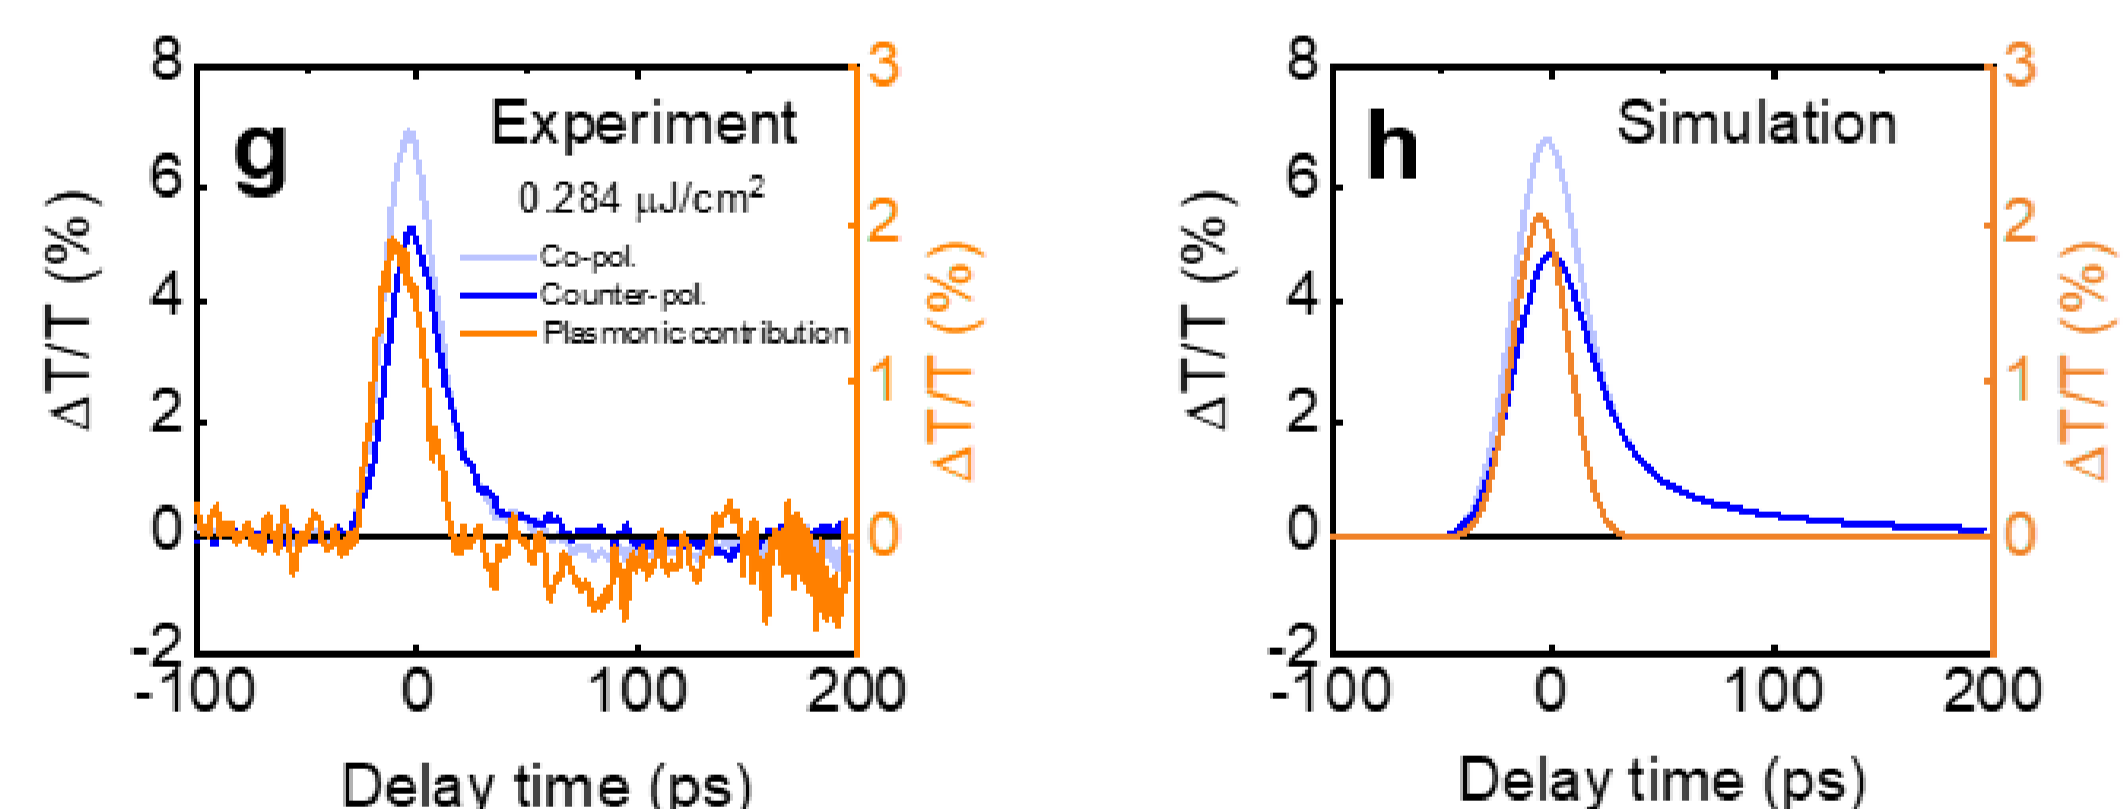 g
Experiment
0.284 μJ/cm²
Co-pol.
Counter-pol.
Plasmonic contribution
ΔT/T (%)
8
6
4
2
0
-2
3
2
1
0
ΔT/T (%)
-100 0 100 200
Delay time (ps)
h
Simulation
ΔT/T (%)
8
6
4
2
0
-2
3
2
1
0
ΔT/T (%)
-100 0 100 200
Delay time (ps)